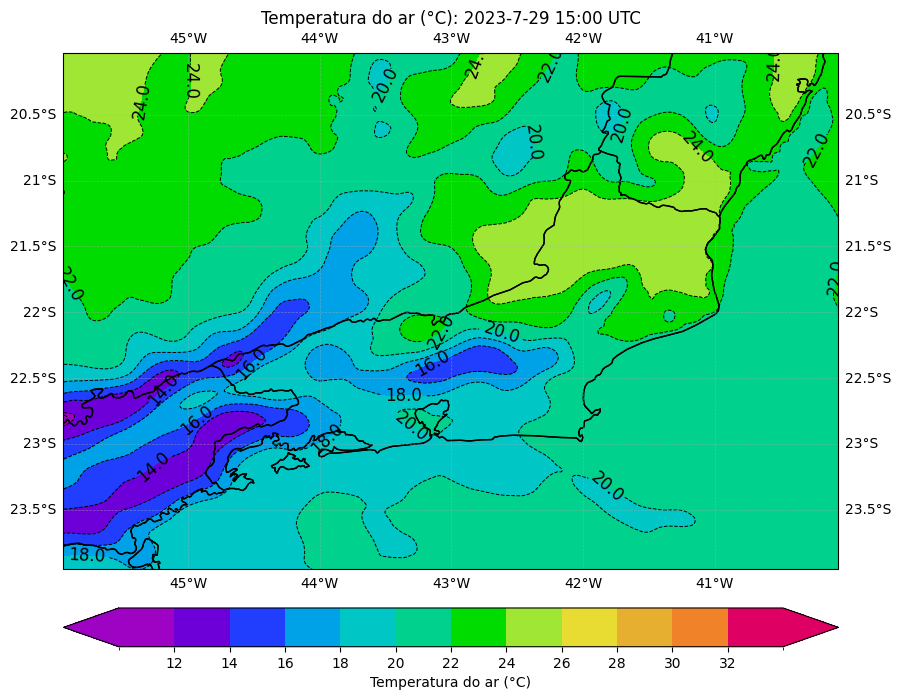 Temperatura do ar (°C): 2023-7-29 15:00 UTC
45°W 44°W 43°W 42°W 41°W
24.0 24.0 20.0 24.0 22.0 24.0
20.5°S 20.0 20.0 24.0 22.0 20.5°S
21°S 21°S
21.5°S 21.5°S
22.0 22.0
22°S 22.0 20.0 22°S
22.5°S 14.0 16.0 16.0 18.0 22.5°S
23°S 16.0 14.0 18.0 20.0 23°S
23.5°S 20.0 23.5°S
18.0
45°W 44°W 43°W 42°W 41°W
12 14 16 18 20 22 24 26 28 30 32
Temperatura do ar (°C)